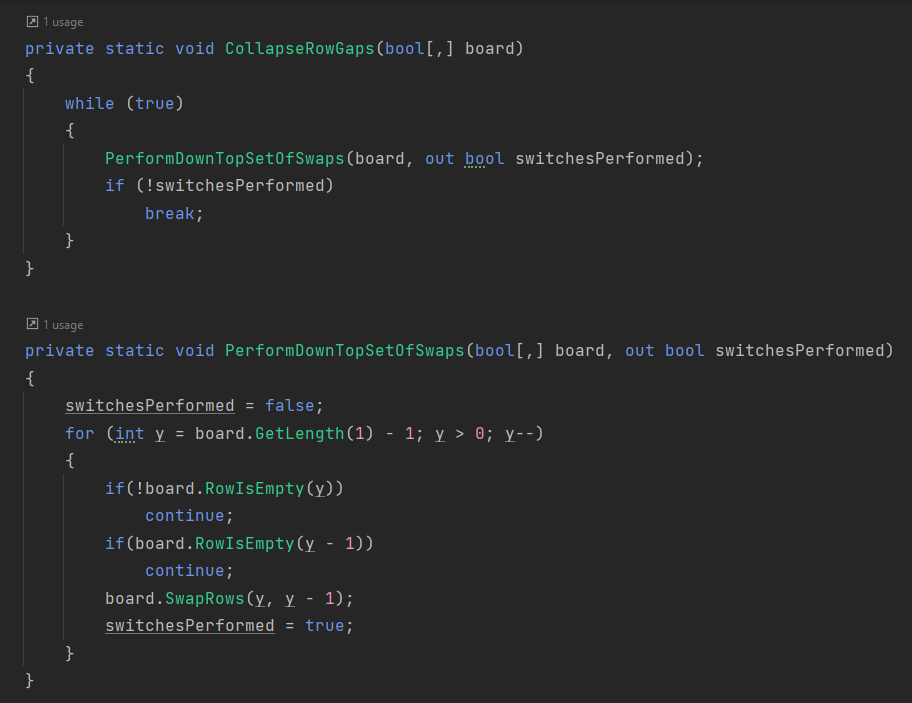 1 usage
private static void CollapseRowGaps(bool[,] board)
{
    while (true)
    {
        PerformDownTopSetOfSwaps(board, out bool switchesPerformed);
        if (!switchesPerformed)
            break;
    }
}
1 usage
private static void PerformDownTopSetOfSwaps(bool[,] board, out bool switchesPerformed)
{
    switchesPerformed = false;
    for (int y = board.GetLength(1) - 1; y > 0; y--)
    {
        if(!board.RowIsEmpty(y))
            continue;
        if(board.RowIsEmpty(y - 1))
            continue;
        board.SwapRows(y, y - 1);
        switchesPerformed = true;
    }
}